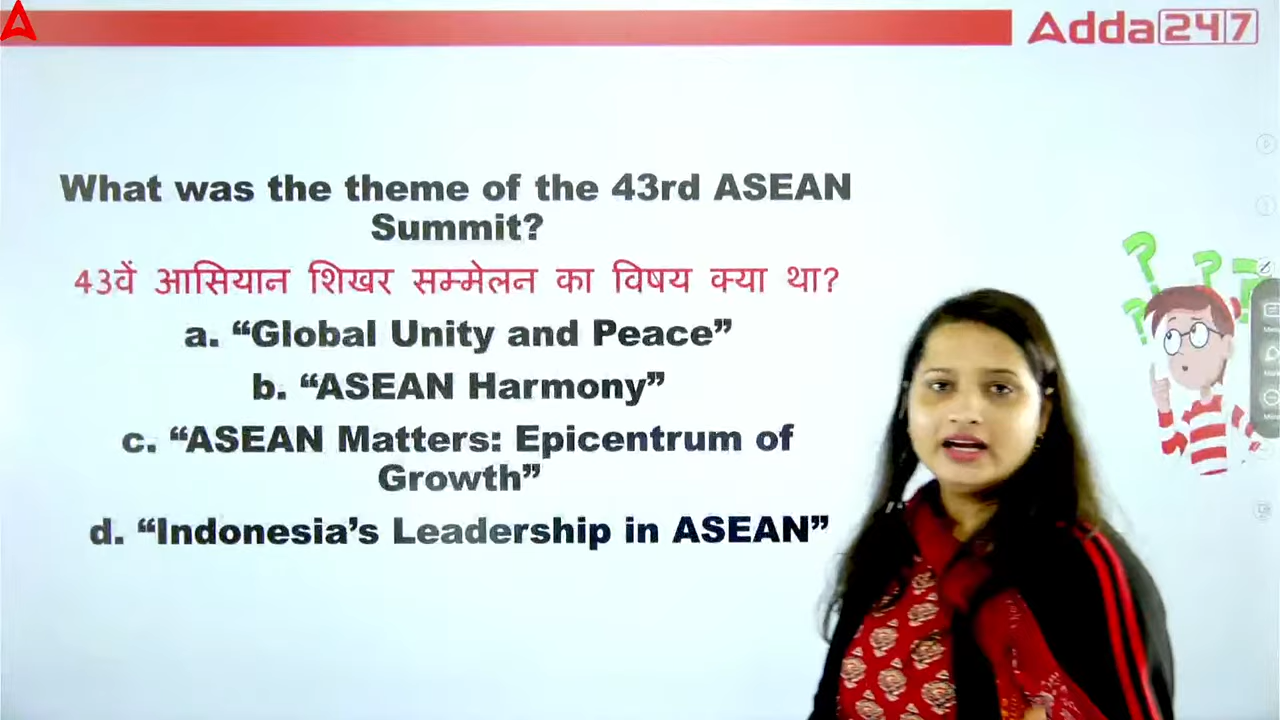 Adda247
What was the theme of the 43rd ASEAN
Summit?
43वें आसियान शिखर सम्मेलन का विषय क्या था?
a. “Global Unity and Peace”
b. “ASEAN Harmony”
c. “ASEAN Matters: Epicentrum of
Growth”
d. “Indonesia’s Leadership in ASEAN”